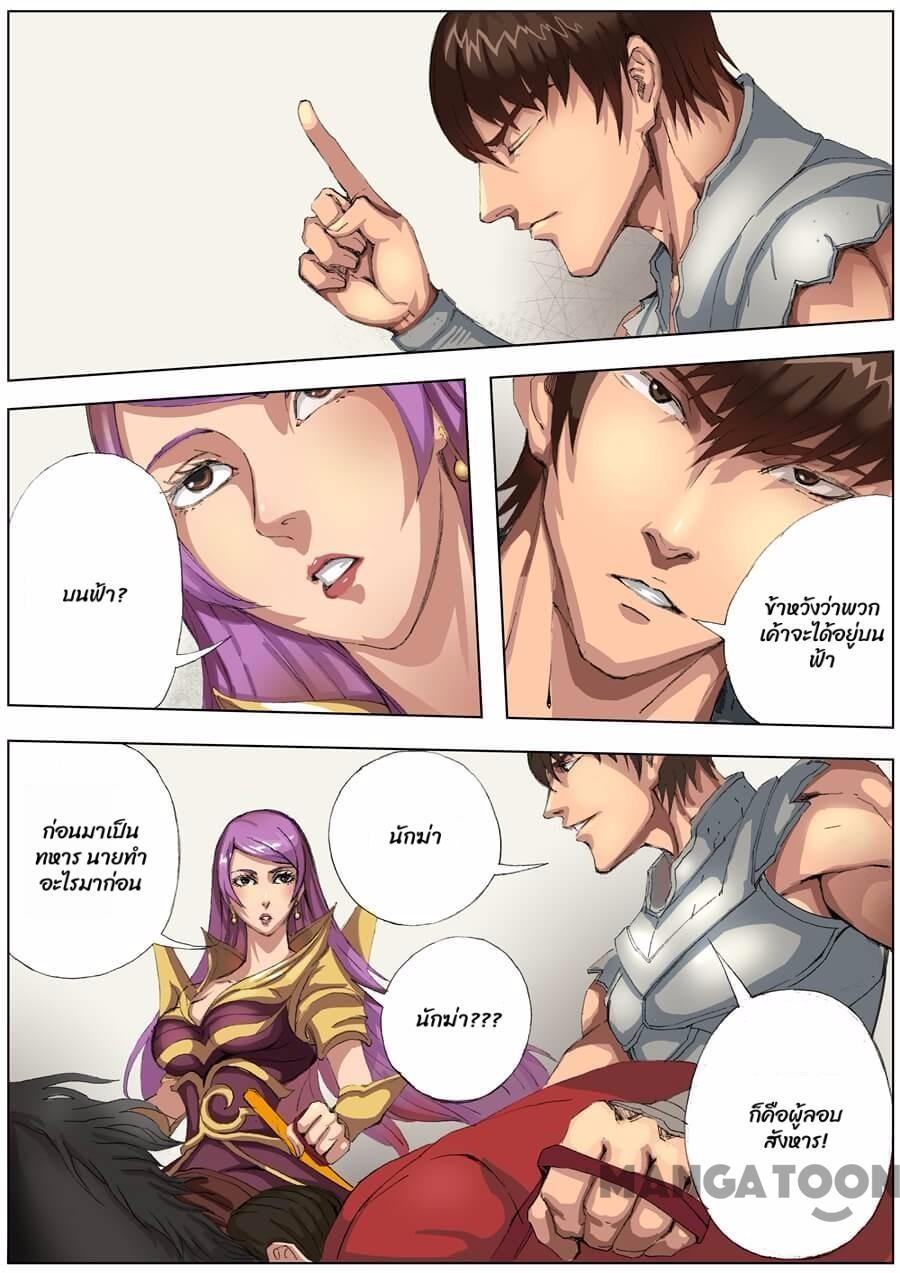 ข้าหวังว่าพวก
เค้าจะได้อยู่บน
ฟ้า
บนฟ้า?
ก่อนมาเป็น
ทหาร นายทำ
อะไรมาก่อน
นักฆ่า
นักฆ่า???
ก็คือผู้ลอบ
สังหาร!
MANGATOON